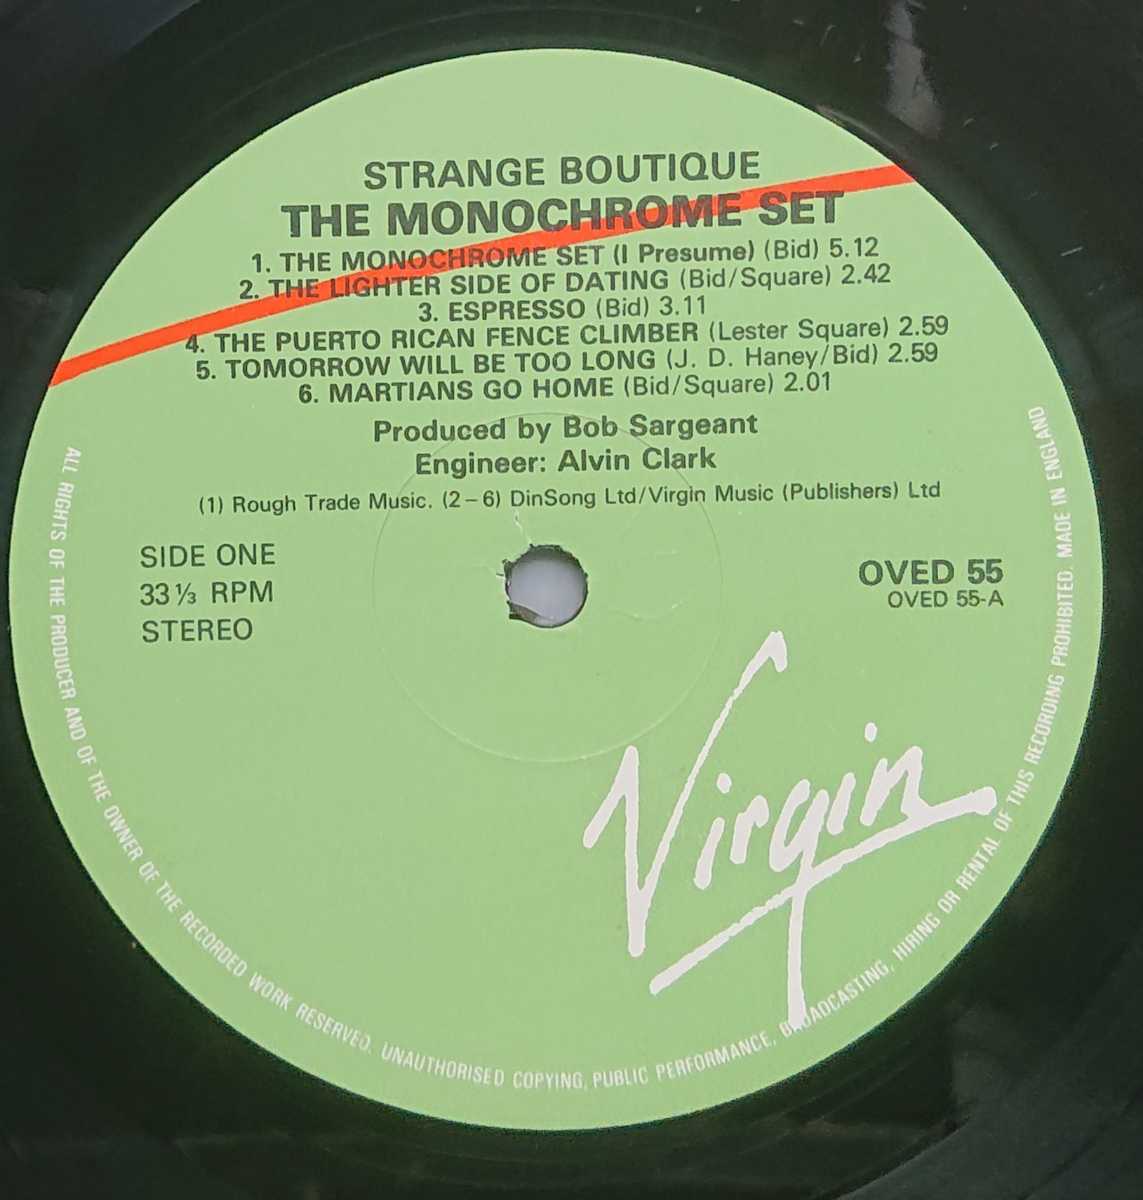 STRANGE BOUTIQUE
THE MONOCHROME SET
1. THE MONOCHROME SET (I Presume) (Bid) 5.12
2. THE LIGHTER SIDE OF DATING (Bid/Square) 2.42
3. ESPRESSO (Bid) 3.11
4. THE PUERTO RICAN FENCE CLIMBER (Lester Square) 2.59
5. TOMORROW WILL BE TOO LONG (J. D. Haney/Bid) 2.59
6. MARTIANS GO HOME (Bid/Square) 2.01
Produced by Bob Sargeant
Engineer: Alvin Clark
(1) Rough Trade Music. (2–6) DinSong Ltd/Virgin Music (Publishers) Ltd
SIDE ONE
33⅓ RPM
STEREO
OVED 55
OVED 55-A
Virgin
ALL RIGHTS OF THE PRODUCER AND OF THE OWNER OF THE RECORDED WORK RESERVED. UNAUTHORISED COPYING, PUBLIC PERFORMANCE, BROADCASTING, HIRING OR RENTAL OF THIS RECORDING PROHIBITED. MADE IN ENGLAND